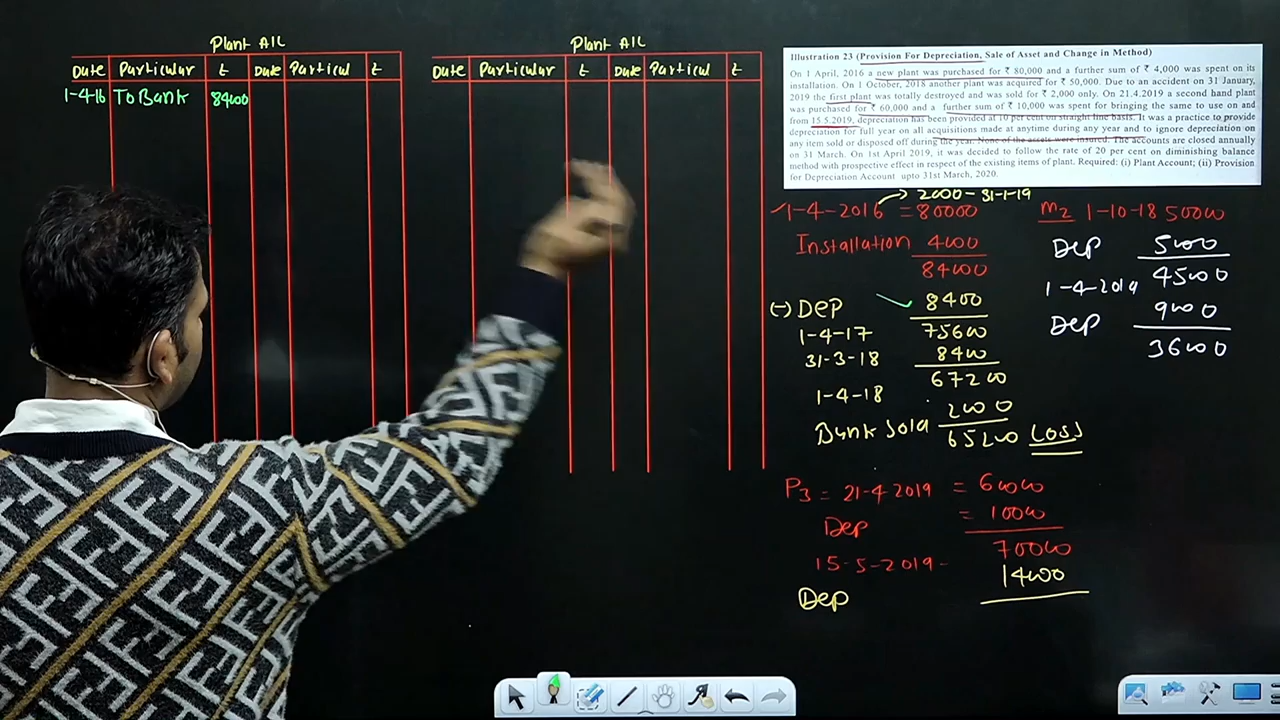 Plant A/C
Date Particular ₹ Date Particul ₹
1-4-16 To Bank 84000
Plant A/C
Date Particular ₹ Date Particul ₹
Illustration 23 (Provision For Depreciation, Sale of Asset and Change in Method)
On 1 April, 2016 a new plant was purchased for ₹ 80,000 and a further sum of ₹ 4,000 was spent on its
installation. On 1 October, 2018 another plant was acquired for ₹ 50,000. Due to an accident on 31 January,
2019 the first plant was totally destroyed and was sold for ₹ 2,000 only. On 21.4.2019 a second hand plant
was purchased for ₹ 60,000 and a further sum of ₹ 10,000 was spent for bringing the same to use on and
from 15.5.2019, depreciation has been provided at 10 per cent on straight line basis. It was a practice to provide
depreciation for full year on all acquisitions made at anytime during any year and to ignore depreciation on
any item sold or disposed off during the year. None of the assets were insured. The accounts are closed annually
on 31 March. On 1st April 2019, it was decided to follow the rate of 20 per cent on diminishing balance
method with prospective effect in respect of the existing items of plant. Required: (i) Plant Account; (ii) Provision
for Depreciation Account upto 31st March, 2020.
2000 - 31-1-19
1-4-2016 = 80000
Installation 4000
84000
(-) Dep 8400
1-4-17 75600
31-3-18 8400
1-4-18 67200
2000
Bank Sold 65200 Loss
M2 1-10-18 50000
Dep 5000
1-4-2019 45000
Dep 9000
36000
P3 = 21-4-2019 = 60000
Dep = 10000
70000
15-5-2019- 14000
Dep